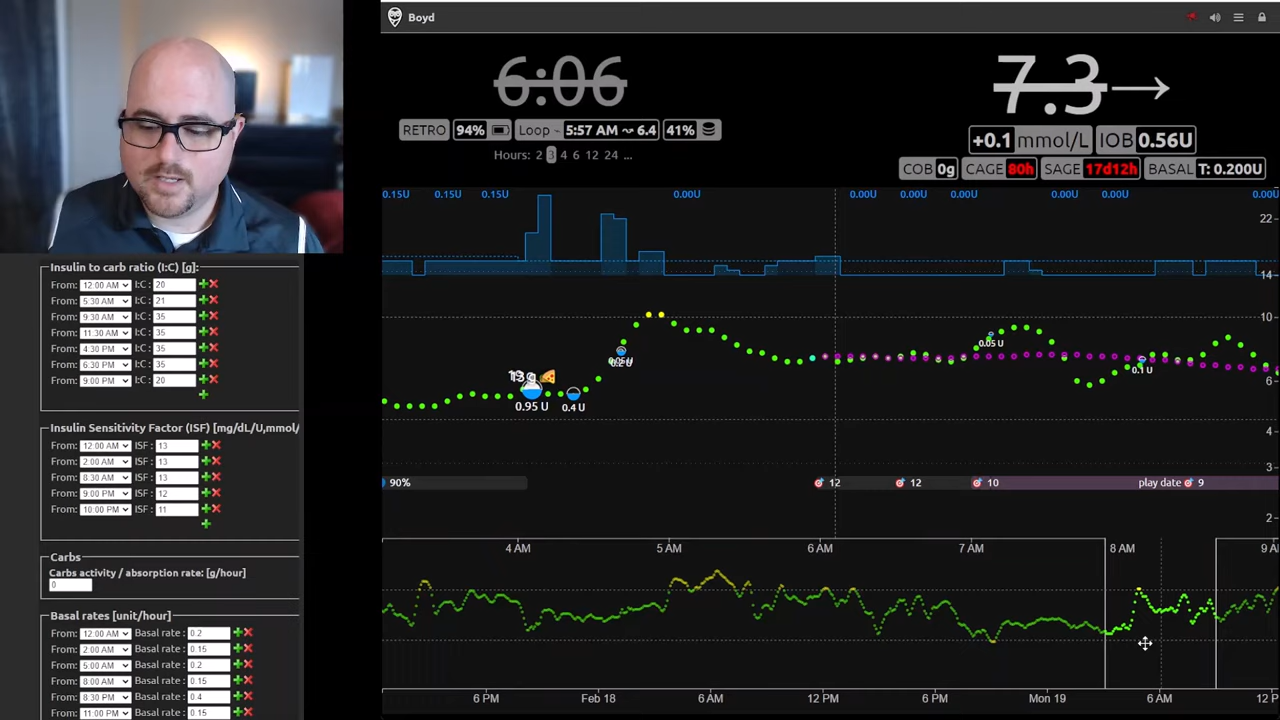 Boyd
6:06
7.3→
RETRO 94% Loop ~ 5:57 AM ↝ 6.4 41%
+0.1 mmol/L IOB 0.56U
Hours: 2 3 4 6 12 24 ...
COB 0g CAGE 80h SAGE 17d12h BASAL T: 0.200U
0.15U 0.15U 0.15U 0.00U 0.00U 0.00U 0.00U 0.00U 0.00U 0.00U
22
14
10
6
4
3
2
0.05 U
0.1 U
0.95 U
0.4 U
90%
12
12
10
play date
9
4 AM 5 AM 6 AM 7 AM 8 AM 9 A
6 PM Feb 18 6 AM 12 PM 6 PM Mon 19 6 AM 12 P
Insulin to carb ratio (I:C) [g]:
From: 12:00 AM I:C : 20
From: 5:30 AM I:C : 21
From: 9:30 AM I:C : 35
From: 11:30 AM I:C : 35
From: 4:30 PM I:C : 35
From: 6:30 PM I:C : 35
From: 9:00 PM I:C : 20
Insulin Sensitivity Factor (ISF) [mg/dL/U,mmol/
From: 12:00 AM ISF : 13
From: 2:00 AM ISF : 13
From: 8:30 AM ISF : 13
From: 9:00 PM ISF : 12
From: 10:00 PM ISF : 11
Carbs
Carbs activity / absorption rate: [g/hour]
0
Basal rates [unit/hour]
From: 12:00 AM Basal rate : 0.2
From: 2:00 AM Basal rate : 0.15
From: 5:00 AM Basal rate : 0.2
From: 8:00 AM Basal rate : 0.15
From: 8:30 PM Basal rate : 0.4
From: 11:00 PM Basal rate : 0.15